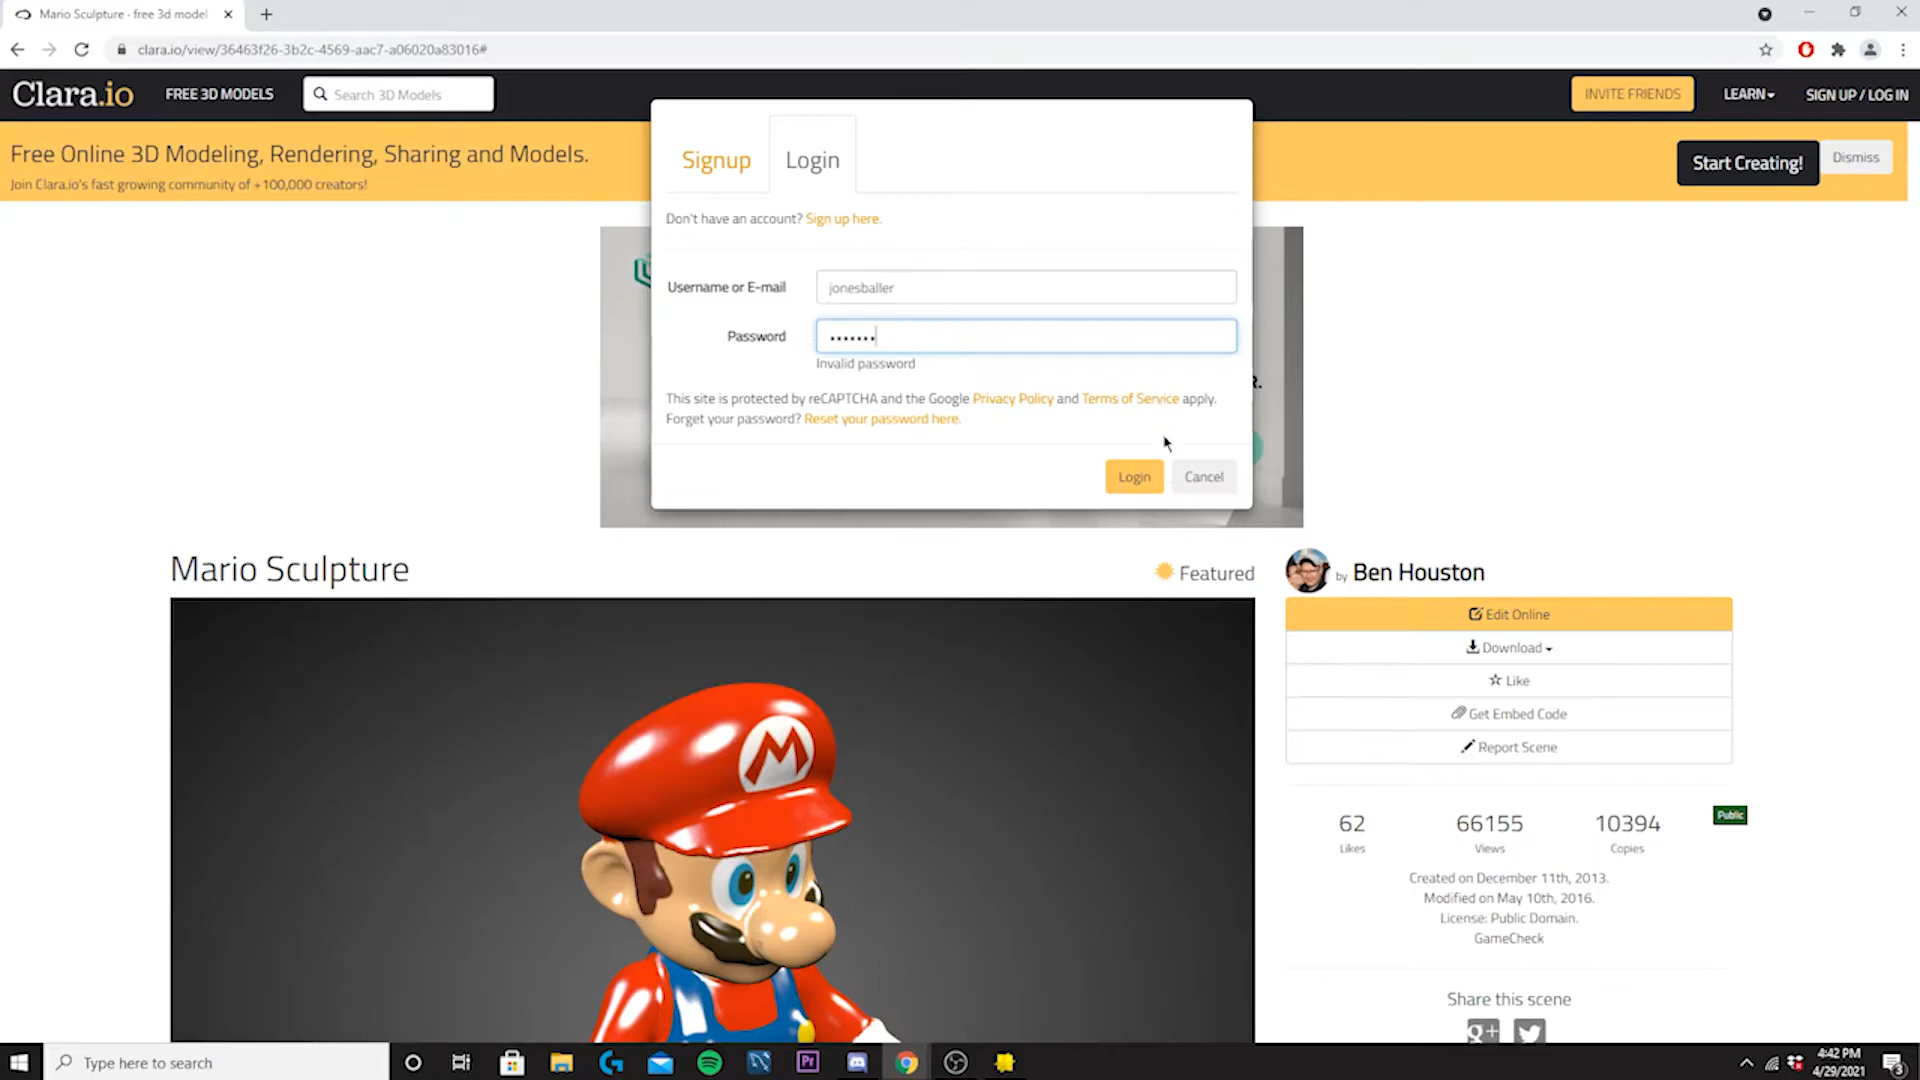 Mario Sculpture - free 3d model
clara.io/view/36463f26-3b2c-4569-aac7-a06020a83016#
Clara.io
FREE 3D MODELS
Search 3D Models
INVITE FRIENDS
LEARN
SIGN UP / LOG IN
Free Online 3D Modeling, Rendering, Sharing and Models.
Join Clara.io's fast growing community of +100,000 creators!
Start Creating!
Dismiss
Signup
Login
Don't have an account? Sign up here.
Username or E-mail
jonesballer
Password
•••••••
Invalid password
R.
This site is protected by reCAPTCHA and the Google Privacy Policy and Terms of Service apply.
Forget your password? Reset your password here.
Login
Cancel
Mario Sculpture
Featured
by Ben Houston
M
Edit Online
Download
Like
Get Embed Code
Report Scene
62
Likes
66155
Views
10394
Copies
Public
Created on December 11th, 2013.
Modified on May 10th, 2016.
License: Public Domain.
GameCheck
Share this scene
g+
Type here to search
Pr
4:42 PM
4/29/2021
3